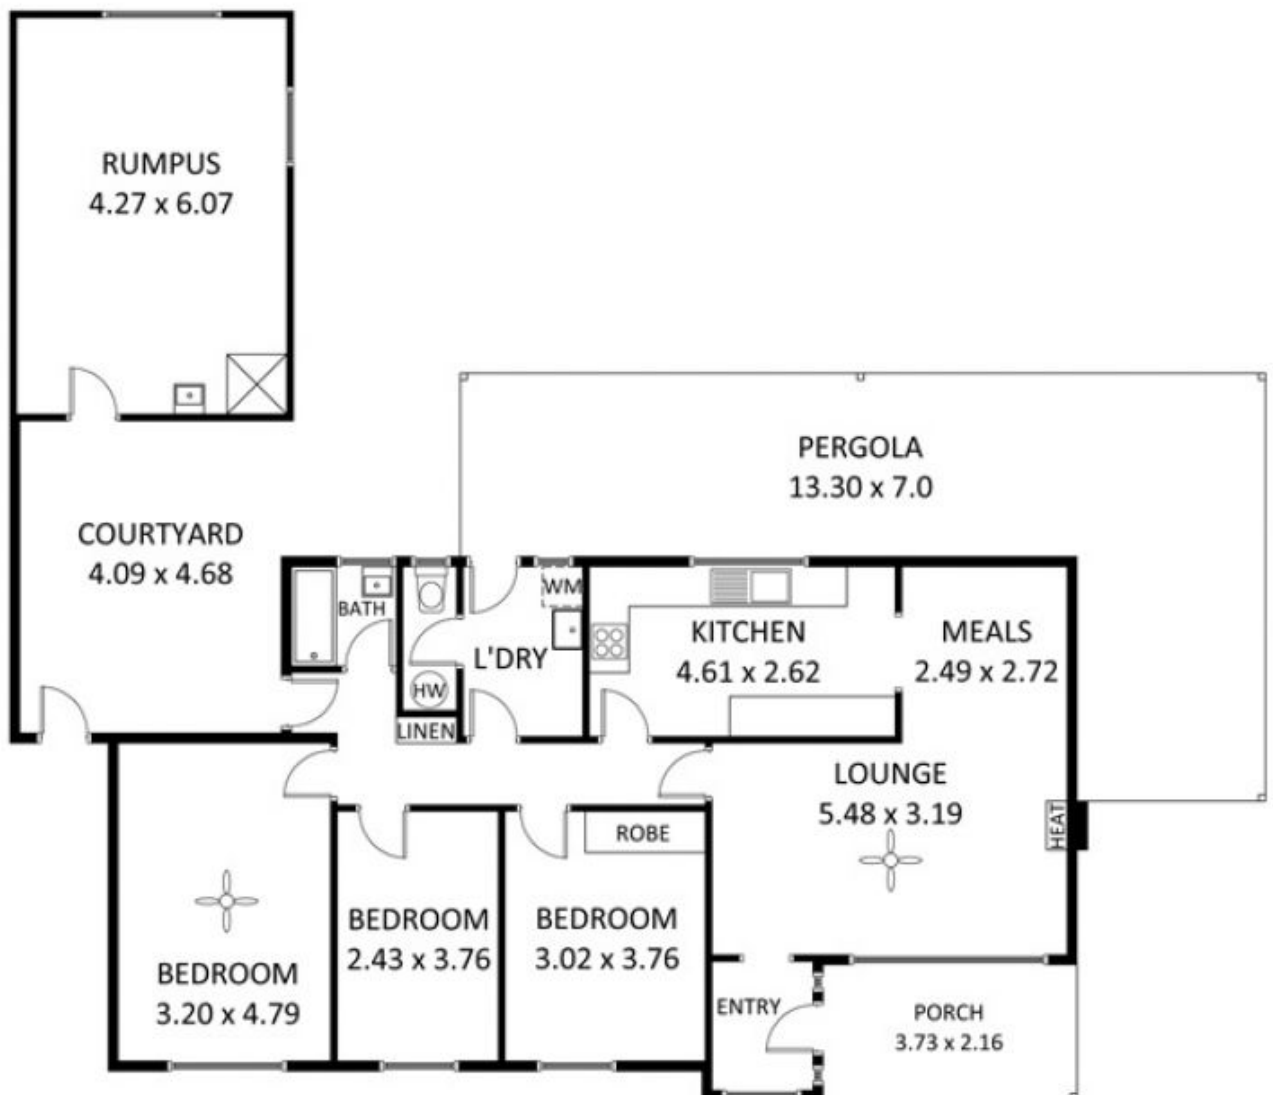 RUMPUS
4.27 x 6.07
PERGOLA
13.30 x 7.0
COURTYARD
4.09 x 4.68
BATH
WM
L'DRY
HW
LINEN
KITCHEN
4.61 x 2.62
MEALS
2.49 x 2.72
LOUNGE
5.48 x 3.19
HEAT
ROBE
BEDROOM
3.20 x 4.79
BEDROOM
2.43 x 3.76
BEDROOM
3.02 x 3.76
ENTRY
PORCH
3.73 x 2.16